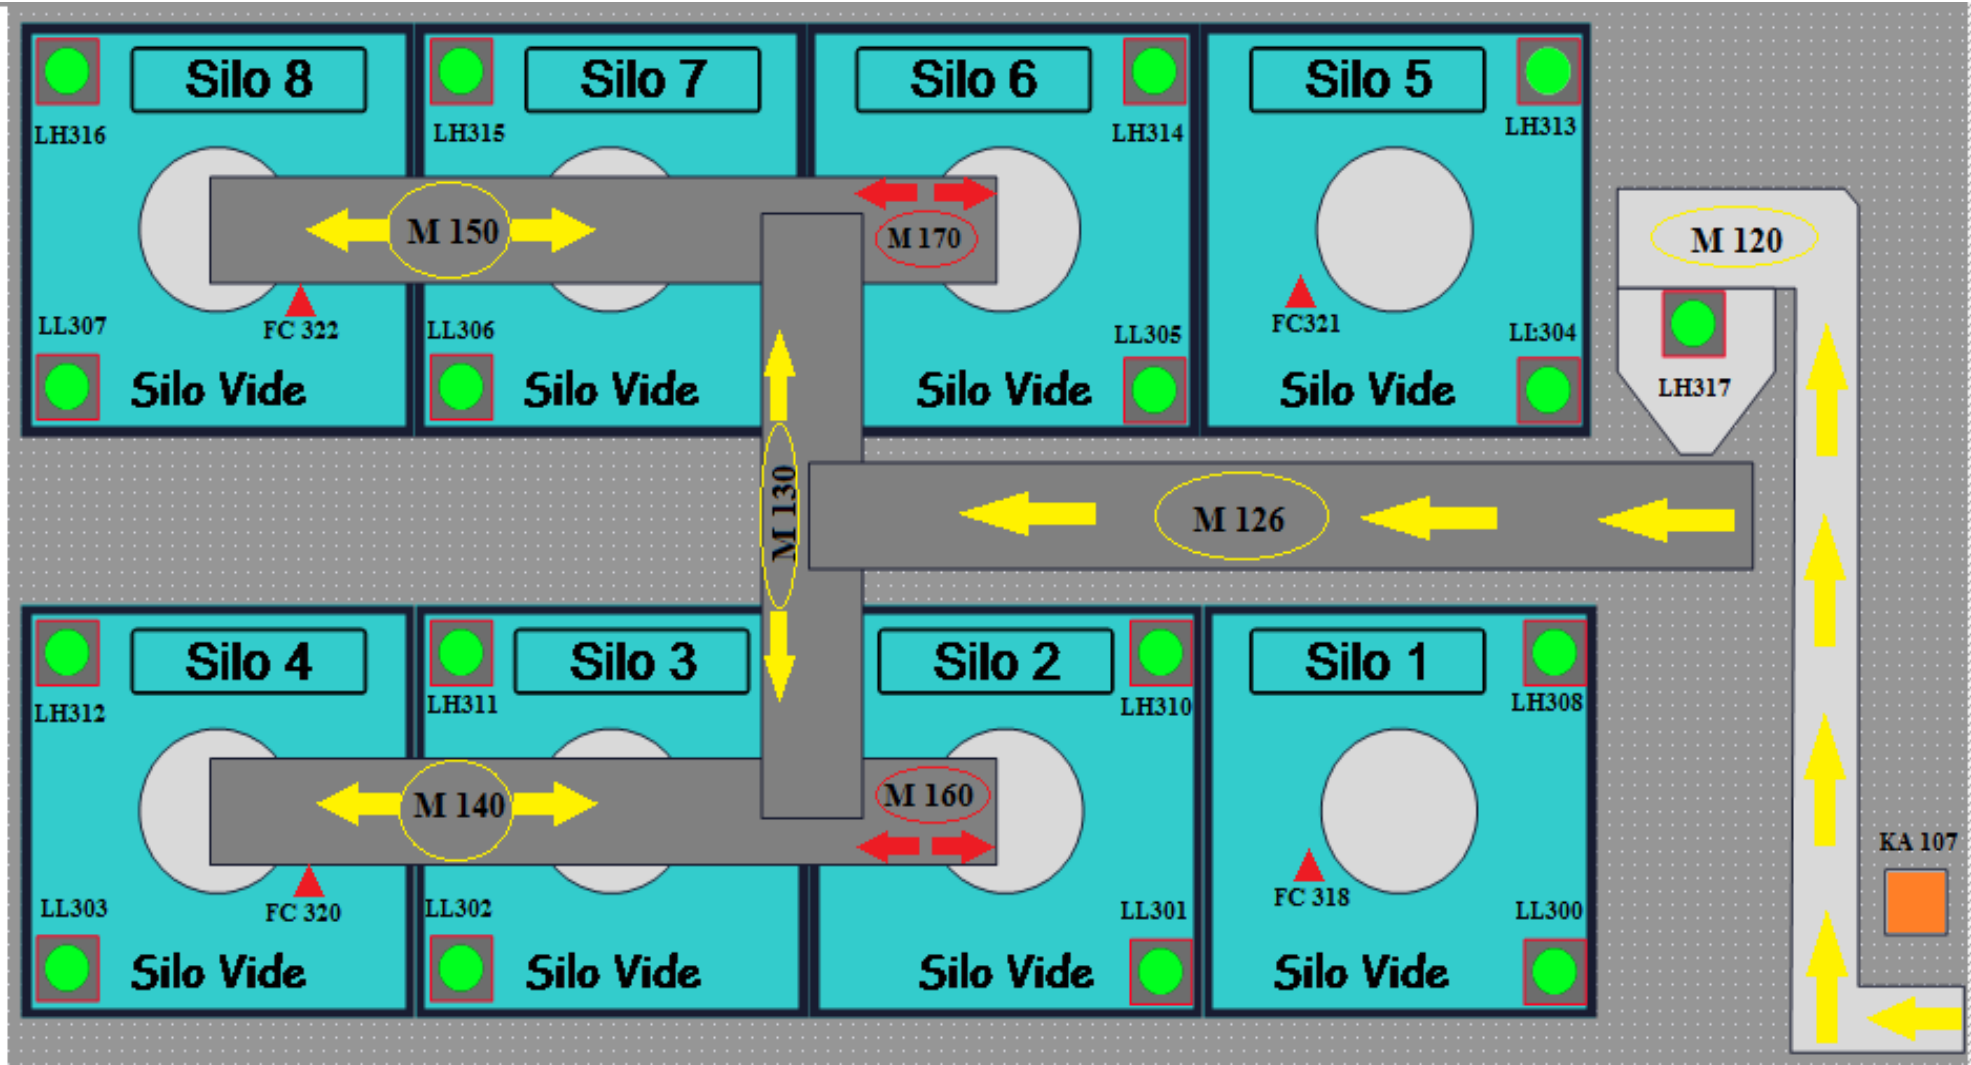 Silo 8
Silo 7
Silo 6
Silo 5
LH316
LH315
LH314
LH313
M 150
M 170
M 120
LL307
FC 322
LL306
LL305
FC321
LL304
LH317
Silo Vide
Silo Vide
Silo Vide
Silo Vide
M 130
M 126
Silo 4
Silo 3
Silo 2
Silo 1
LH312
LH311
LH310
LH308
M 140
M 160
KA 107
LL303
FC 320
LL302
LL301
FC 318
LL300
Silo Vide
Silo Vide
Silo Vide
Silo Vide